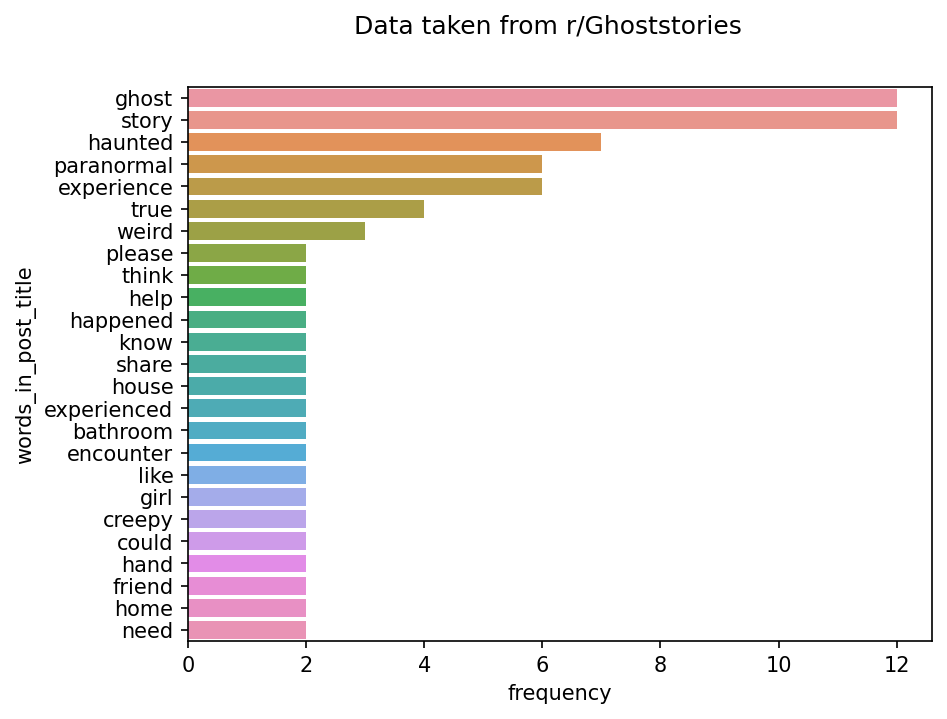 Data taken from r/Ghoststories
words_in_post_title
ghost
story
haunted
paranormal
experience
true
weird
please
think
help
happened
know
share
house
experienced
bathroom
encounter
like
girl
creepy
could
hand
friend
home
need
0 2 4 6 8 10 12
frequency